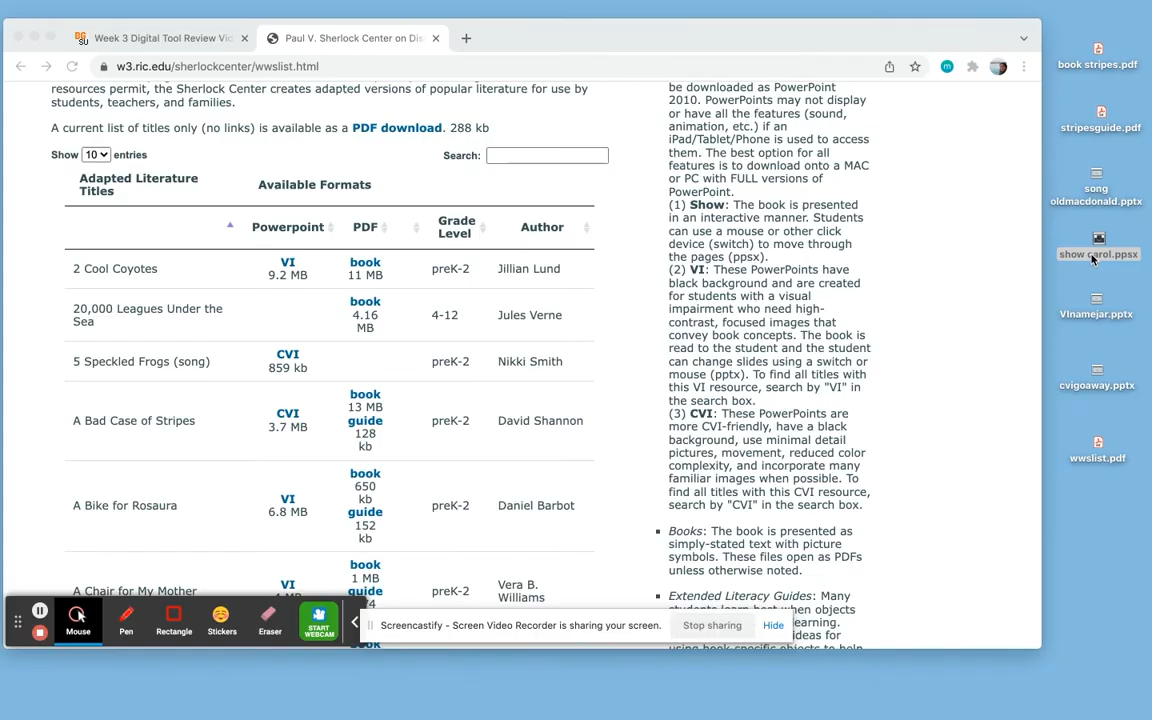 Week 3 Digital Tool Review Vic
Paul V. Sherlock Center on Dis
w3.ric.edu/sherlockcenter/wwslist.html
resources permit, the Sherlock Center creates adapted versions of popular literature for use by
students, teachers, and families.
A current list of titles only (no links) is available as a PDF download. 288 kb
Show 10 entries
Search:
Adapted Literature
Titles
Available Formats
Powerpoint
PDF
Grade
Level
Author
2 Cool Coyotes
VI
9.2 MB
book
11 MB
preK-2
Jillian Lund
20,000 Leagues Under the
Sea
book
4.16
MB
4-12
Jules Verne
5 Speckled Frogs (song)
CVI
859 kb
preK-2
Nikki Smith
A Bad Case of Stripes
CVI
3.7 MB
book
13 MB
guide
128
kb
preK-2
David Shannon
A Bike for Rosaura
VI
6.8 MB
book
650
kb
guide
152
kb
preK-2
Daniel Barbot
A Chair for My Mother
VI
book
1 MB
guide
preK-2
Vera B.
Williams
be downloaded as PowerPoint
2010. PowerPoints may not display
or have all the features (sound,
animation, etc.) if an
iPad/Tablet/Phone is used to access
them. The best option for all
features is to download onto a MAC
or PC with FULL versions of
PowerPoint.
(1) Show: The book is presented
in an interactive manner. Students
can use a mouse or other click
device (switch) to move through
the pages (ppsx).
(2) VI: These PowerPoints have
black background and are created
for students with a visual
impairment who need high-
contrast, focused images that
convey book concepts. The book is
read to the student and the student
can change slides using a switch or
mouse (pptx). To find all titles with
this VI resource, search by "VI" in
the search box.
(3) CVI: These PowerPoints are
more CVI-friendly, have a black
background, use minimal detail
pictures, movement, reduced color
complexity, and incorporate many
familiar images when possible. To
find all titles with this CVI resource,
search by "CVI" in the search box.
Books: The book is presented as
simply-stated text with picture
symbols. These files open as PDFs
unless otherwise noted.
Extended Literacy Guides: Many
students learn best when objects
learning.
ideas for
using book-specific objects to help
book stripes.pdf
stripesguide.pdf
song
oldmacdonald.pptx
show carol.ppsx
VInamejar.pptx
cvigoaway.pptx
wwslist.pdf
Mouse
Pen
Rectangle
Stickers
Eraser
START
WEBCAM
Screencastify - Screen Video Recorder is sharing your screen.
Stop sharing
Hide